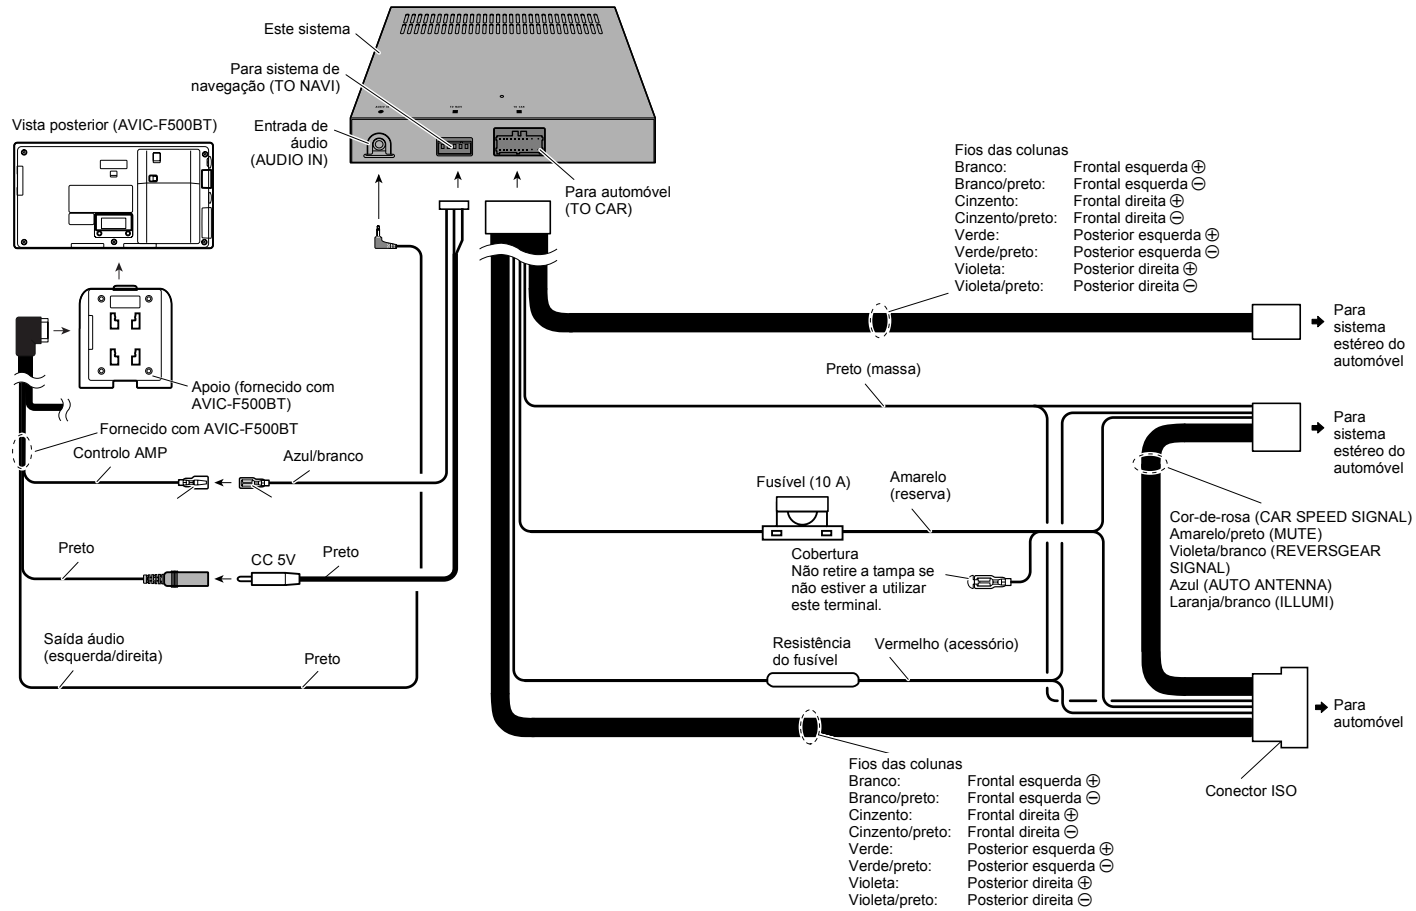 Este sistema
Para sistema de
navegação (TO NAVI)
Vista posterior (AVIC-F500BT)
Entrada de
áudio
(AUDIO IN)
AUDIO IN
TO NAVI
TO CAR
Para automóvel
(TO CAR)
Fios das colunas
Branco: Frontal esquerda ⊕
Branco/preto: Frontal esquerda ⊖
Cinzento: Frontal direita ⊕
Cinzento/preto: Frontal direita ⊖
Verde: Posterior esquerda ⊕
Verde/preto: Posterior esquerda ⊖
Violeta: Posterior direita ⊕
Violeta/preto: Posterior direita ⊖
Para
sistema
estéreo do
automóvel
Preto (massa)
Apoio (fornecido com
AVIC-F500BT)
Fornecido com AVIC-F500BT
Controlo AMP
Azul/branco
Para
sistema
estéreo do
automóvel
Fusível (10 A)
Amarelo
(reserva)
Cor-de-rosa (CAR SPEED SIGNAL)
Amarelo/preto (MUTE)
Violeta/branco (REVERSGEAR
SIGNAL)
Azul (AUTO ANTENNA)
Laranja/branco (ILLUMI)
Preto
CC 5V
Preto
Cobertura
Não retire a tampa se
não estiver a utilizar
este terminal.
Saída áudio
(esquerda/direita)
Preto
Resistência
do fusível
Vermelho (acessório)
Para
automóvel
Conector ISO
Fios das colunas
Branco: Frontal esquerda ⊕
Branco/preto: Frontal esquerda ⊖
Cinzento: Frontal direita ⊕
Cinzento/preto: Frontal direita ⊖
Verde: Posterior esquerda ⊕
Verde/preto: Posterior esquerda ⊖
Violeta: Posterior direita ⊕
Violeta/preto: Posterior direita ⊖